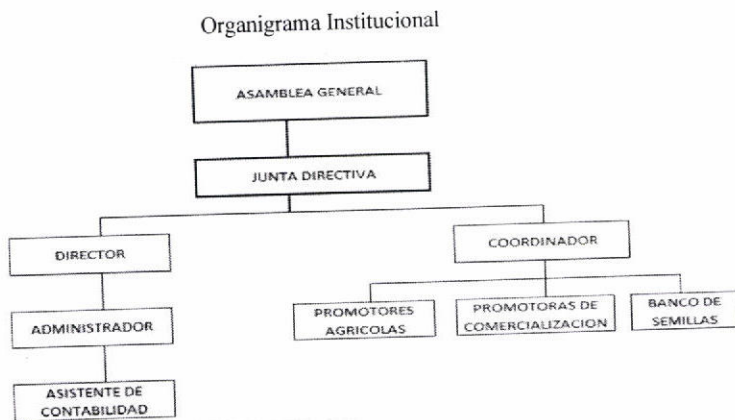 Organigrama Institucional
ASAMBLEA GENERAL
JUNTA DIRECTIVA
DIRECTOR
COORDINADOR
ADMINISTRADOR
PROMOTORES
AGRICOLAS
PROMOTORAS DE
COMERCIALIZACION
BANCO DE
SEMILLAS
ASISTENTE DE
CONTABILIDAD